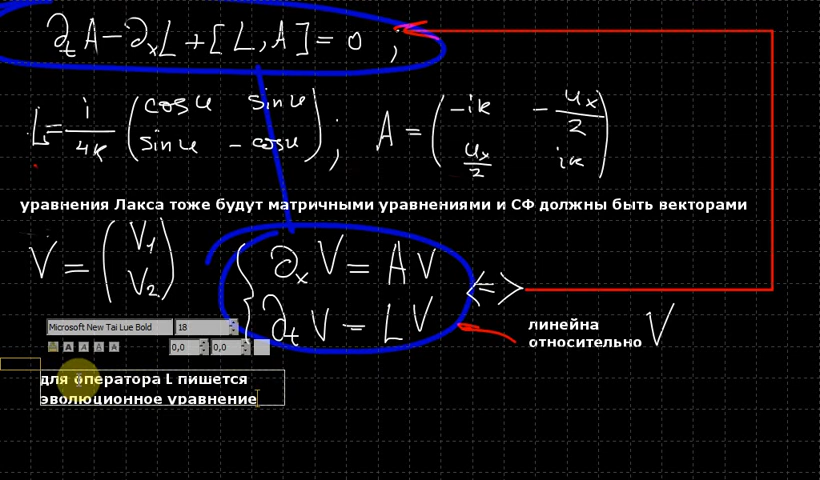 ∂tA − ∂xL + [L, A] = 0 ;
L = i/4k (cos u sin u
sin u − cos u) ; A = (−ik − ux/2
ux/2 ik)
уравнения Лакса тоже будут матричными уравнениями и СФ должны быть векторами
V = (V1
V2) { ∂xV = AV
∂tV = LV <=>
линейна
относительно V
Microsoft New Tai Lue Bold 18
0,0 0,0
для оператора L пишется
эволюционное уравнение